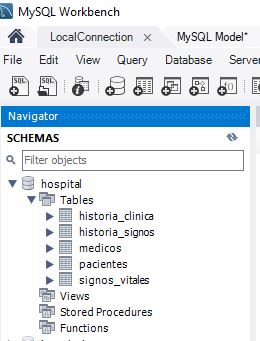 MySQL Workbench
LocalConnection × MySQL Model*
File Edit View Query Database Server
Navigator
SCHEMAS
Filter objects
hospital
Tables
historia_clinica
historia_signos
medicos
pacientes
signos_vitales
Views
Stored Procedures
Functions